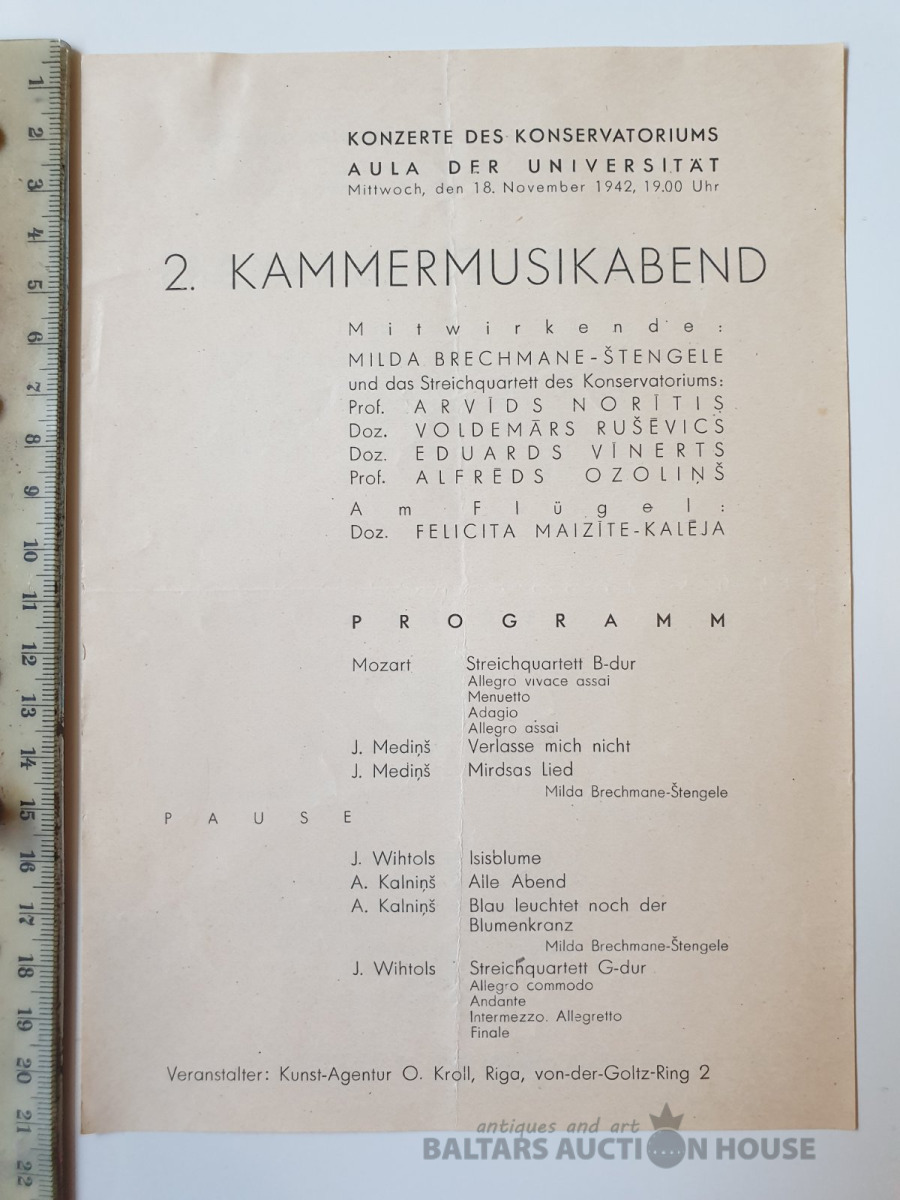 KONZERTE DES KONSERVATORIUMS
AULA DER UNIVERSITÄT
Mittwoch, den 18. November 1942, 19.00 Uhr
2. KAMMERMUSIKABEND
Mitwirkende:
MILDA BRECHMANE-ŠTENGELE
und das Streichquartett des Konservatoriums:
Prof. ARVĪDS NORĪTIS
Doz. VOLDEMĀRS RUŠĒVICS
Doz. EDUARDS VĪNERTS
Prof. ALFRĒDS OZOLIŅŠ
Am Flügel:
Doz. FELICITA MAIZĪTE-KALĒJA
PROGRAMM
Mozart Streichquartett B-dur
Allegro vivace assai
Menuetto
Adagio
Allegro assai
J. Mediņš Verlasse mich nicht
J. Mediņš Mirdsas Lied
Milda Brechmane-Štengele
PAUSE
J. Wihtols Isisblume
A. Kalniņš Alle Abend
A. Kalniņš Blau leuchtet noch der
Blumenkranz
Milda Brechmane-Štengele
J. Wihtols Streichquartett G-dur
Allegro commodo
Andante
Intermezzo. Allegretto
Finale
Veranstalter: Kunst-Agentur O. Kroll, Riga, von-der-Goltz-Ring 2
antiques and art
BALTARS AUCTION HOUSE
1
2
3
4
5
6
7
8
9
10
11
12
13
14
15
16
17
18
19
20
21
22